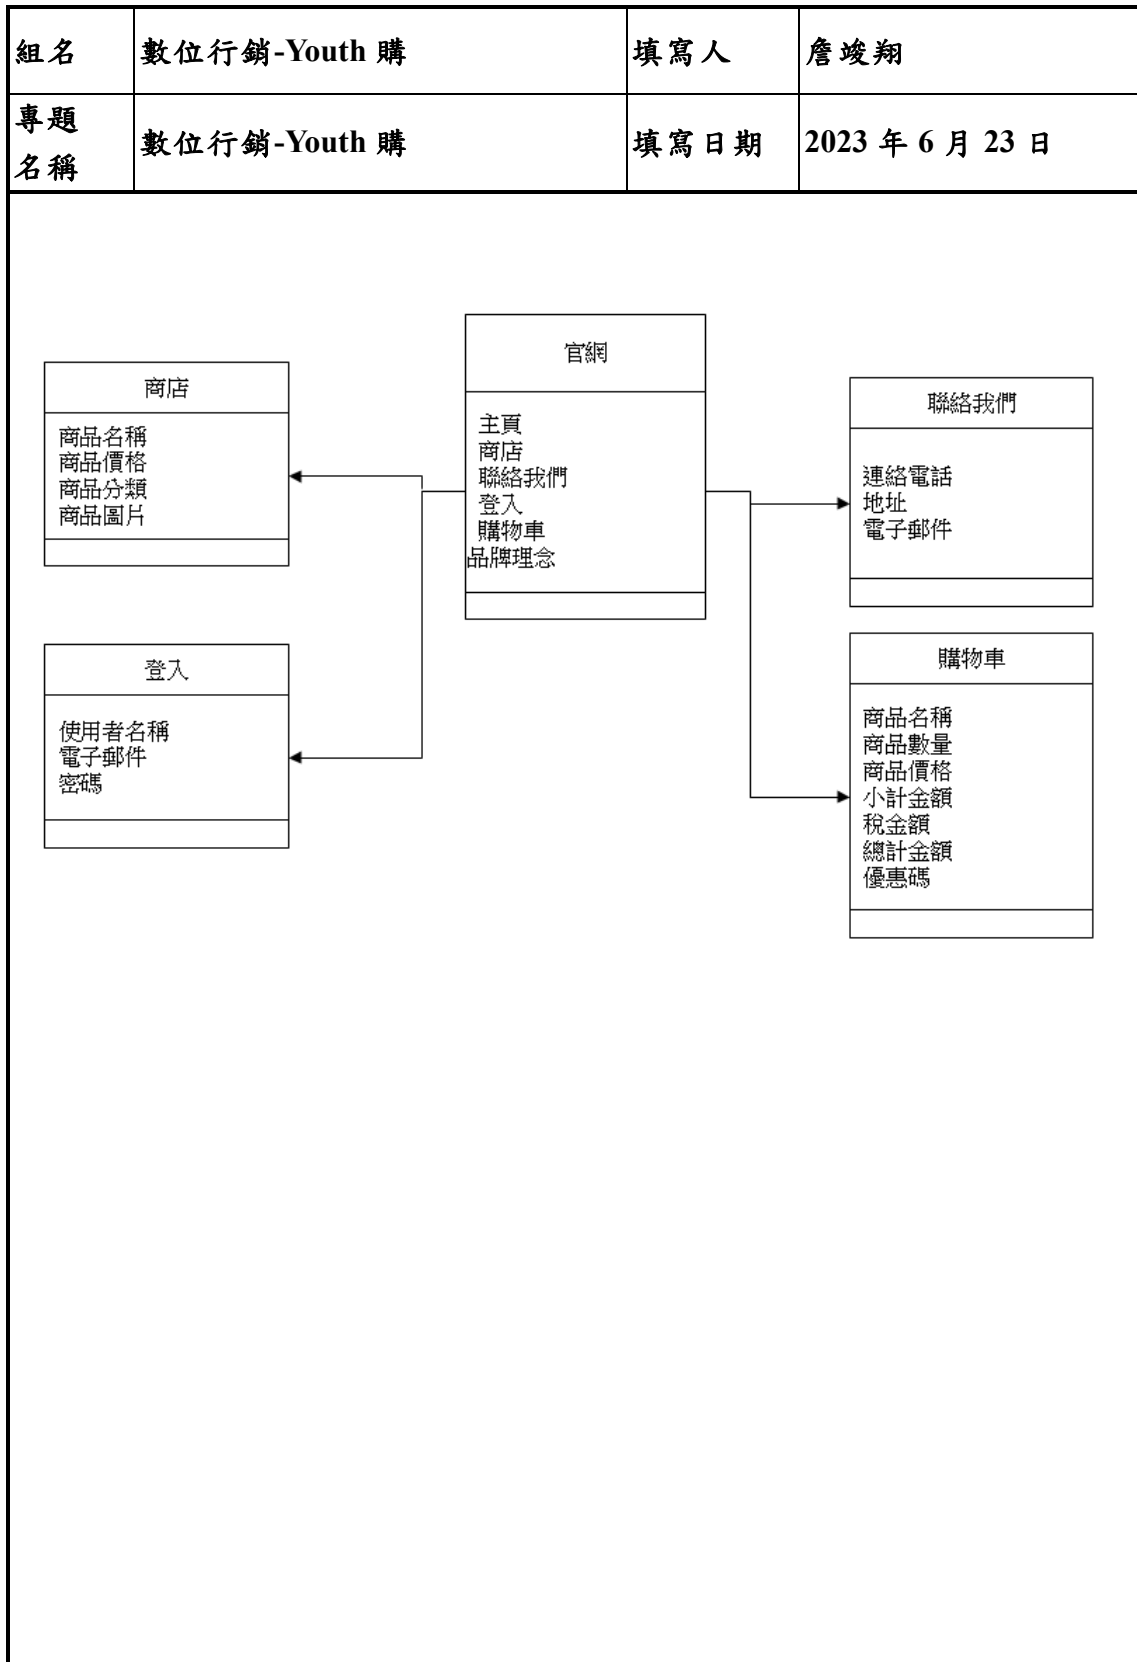 組名 數位行銷-Youth 購 填寫人 詹竣翔
專題
名稱 數位行銷-Youth 購 填寫日期 2023 年 6 月 23 日
官網
主頁
商店
聯絡我們
登入
購物車
品牌理念
商店
商品名稱
商品價格
商品分類
商品圖片
聯絡我們
連絡電話
地址
電子郵件
登入
使用者名稱
電子郵件
密碼
購物車
商品名稱
商品數量
商品價格
小計金額
稅金額
總計金額
優惠碼